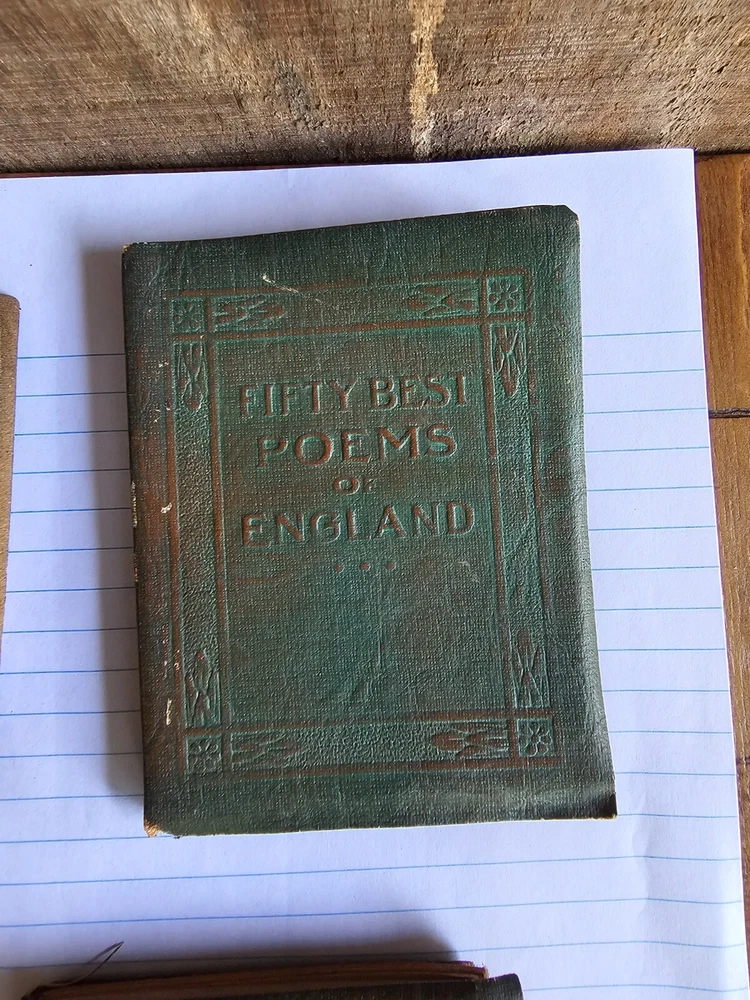 FIFTY BEST
POEMS
OF
ENGLAND